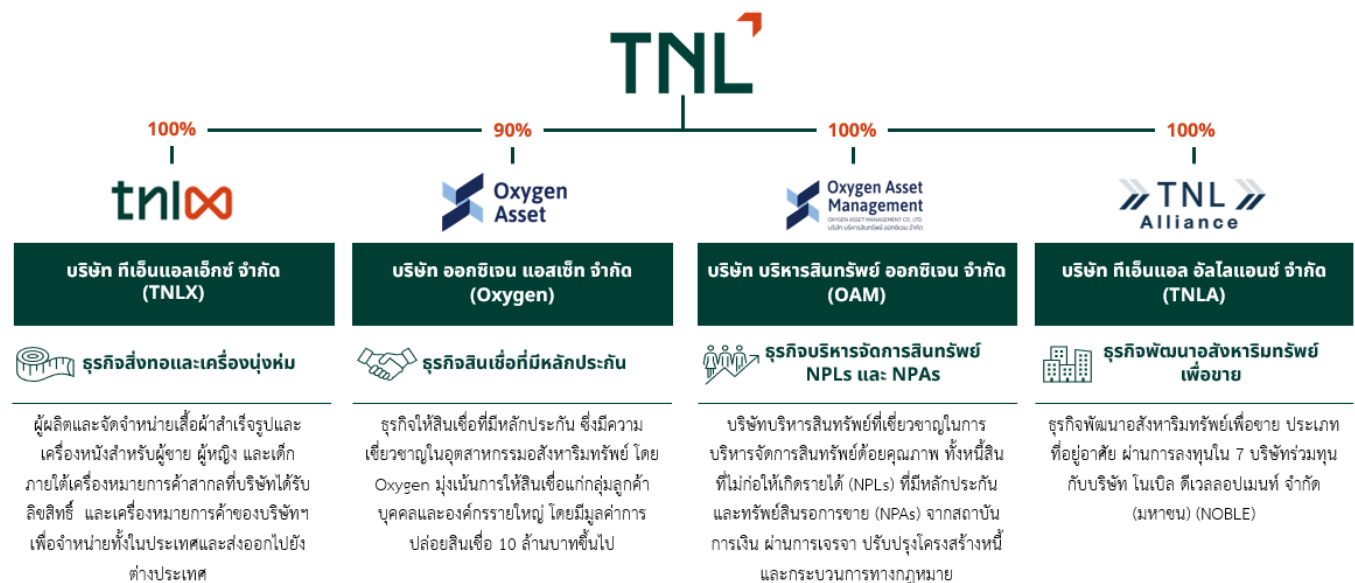 TNL
100%
90%
100%
100%
tnlx
Oxygen
Asset
Oxygen Asset
Management
OXYGEN ASSET MANAGEMENT CO., LTD
บริษัท บริหารสินทรัพย์ ออกซิเจน จำกัด
TNL
Alliance
บริษัท ทีเอ็นแอลเอ็กซ์ จำกัด
(TNLX)
บริษัท ออกซิเจน แอสเซ็ท จำกัด
(Oxygen)
บริษัท บริหารสินทรัพย์ ออกซิเจน จำกัด
(OAM)
บริษัท ทีเอ็นแอล อัลไลแอนซ์ จำกัด
(TNLA)
ธุรกิจสิ่งทอและเครื่องนุ่งห่ม
ธุรกิจสินเชื่อที่มีหลักประกัน
ธุรกิจบริหารจัดการสินทรัพย์
NPLs และ NPAs
ธุรกิจพัฒนาอสังหาริมทรัพย์
เพื่อขาย
ผู้ผลิตและจัดจำหน่ายเสื้อผ้าสำเร็จรูปและ
เครื่องหนังสำหรับผู้ชาย ผู้หญิง และเด็ก
ภายใต้เครื่องหมายการค้าสากลที่บริษัทได้รับ
ลิขสิทธิ์ และเครื่องหมายการค้าของบริษัทฯ
เพื่อจำหน่ายทั้งในประเทศและส่งออกไปยัง
ต่างประเทศ
ธุรกิจให้สินเชื่อที่มีหลักประกัน ซึ่งมีความ
เชี่ยวชาญในอุตสาหกรรมอสังหาริมทรัพย์ โดย
Oxygen มุ่งเน้นการให้สินเชื่อแก่กลุ่มลูกค้า
บุคคลและองค์กรรายใหญ่ โดยมีมูลค่าการ
ปล่อยสินเชื่อ 10 ล้านบาทขึ้นไป
บริษัทบริหารสินทรัพย์ที่เชี่ยวชาญในการ
บริหารจัดการสินทรัพย์ด้อยคุณภาพ ทั้งหนี้สิน
ที่ไม่ก่อให้เกิดรายได้ (NPLs) ที่มีหลักประกัน
และทรัพย์สินรอการขาย (NPAs) จากสถาบัน
การเงิน ผ่านการเจรจา ปรับปรุงโครงสร้างหนี้
และกระบวนการทางกฎหมาย
ธุรกิจพัฒนาอสังหาริมทรัพย์เพื่อขาย ประเภท
ที่อยู่อาศัย ผ่านการลงทุนใน 7 บริษัทร่วมทุน
กับบริษัท โนเบิล ดีเวลลอปเมนท์ จำกัด
(มหาชน) (NOBLE)